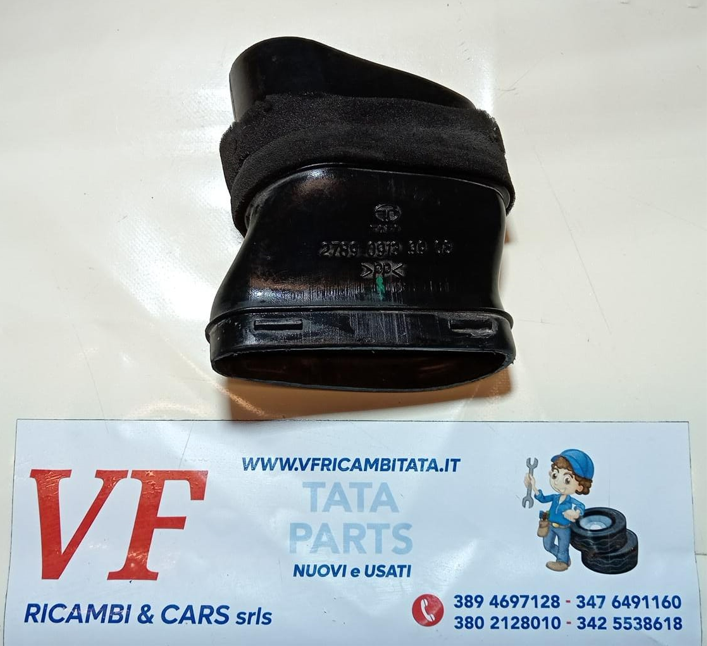 >PP<
WWW.VFRICAMBITATA.IT
VF
TATA
PARTS
NUOVI e USATI
RICAMBI & CARS srls
389 4697128 - 347 6491160
380 2128010 - 342 5538618